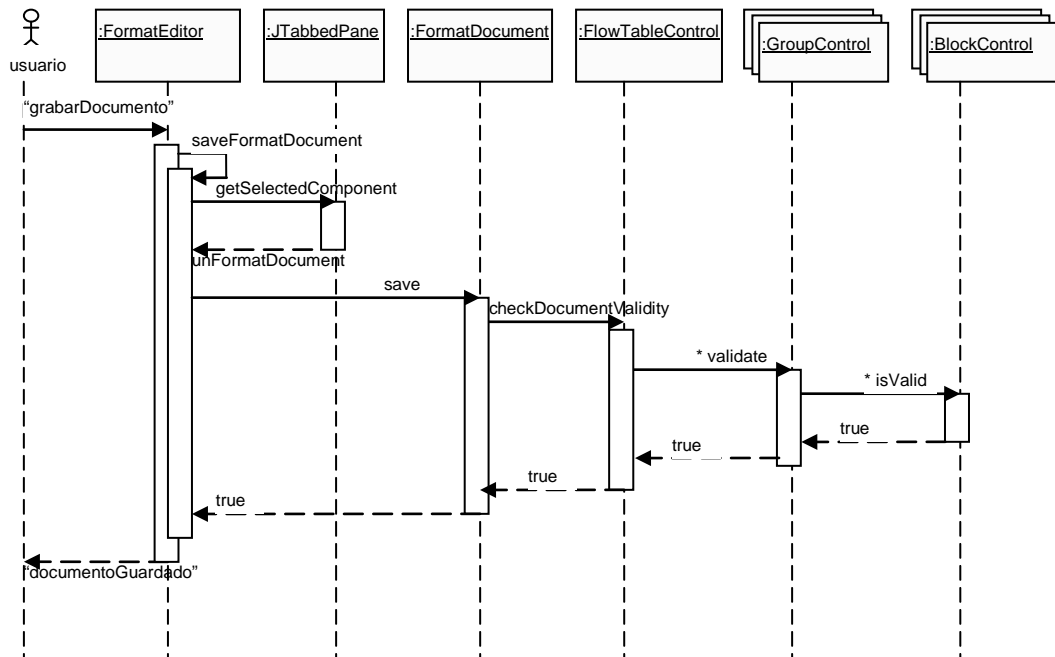 :FormatEditor
:JTabbedPane
:FormatDocument
:FlowTableControl
:GroupControl
:BlockControl
usuario
“grabarDocumento”
saveFormatDocument
getSelectedComponent
unFormatDocument
save
checkDocumentValidity
* validate
* isValid
true
true
true
true
“documentoGuardado”